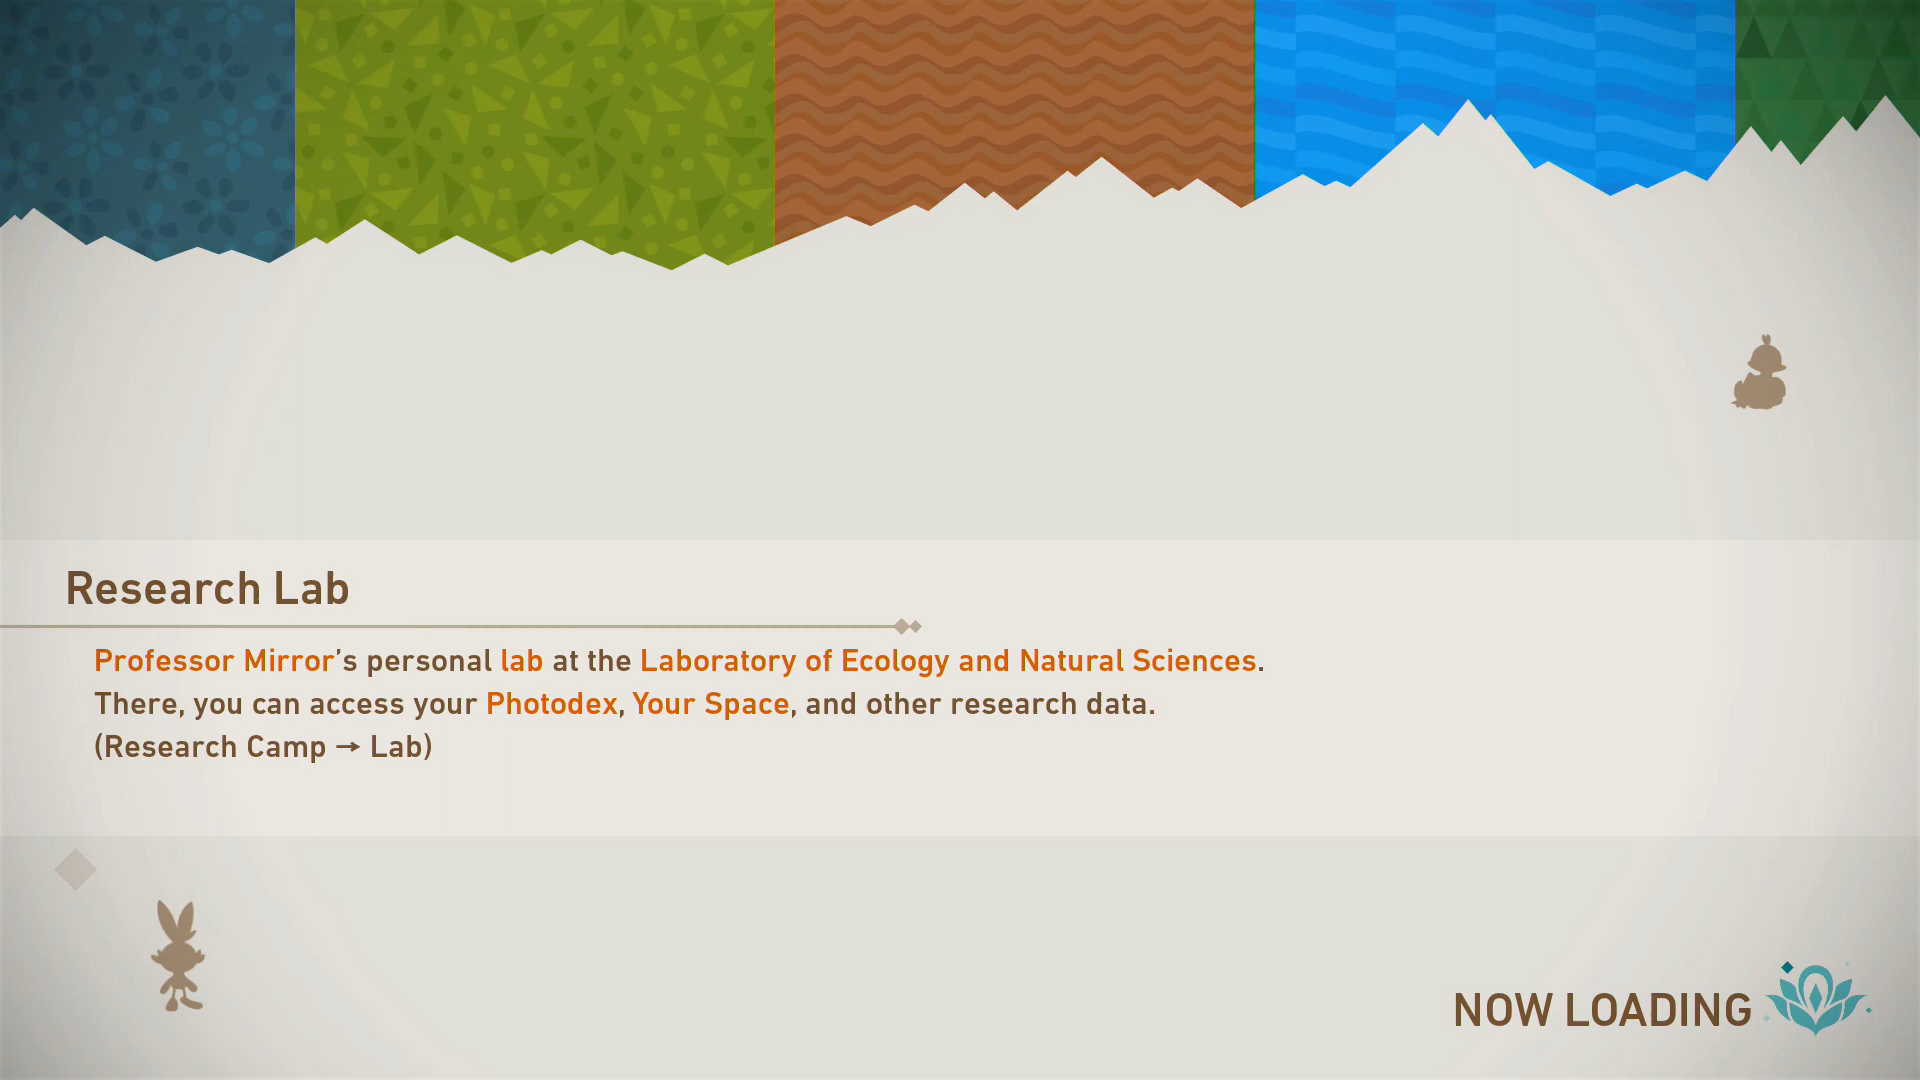 Research Lab
Professor Mirror’s personal lab at the Laboratory of Ecology and Natural Sciences.
There, you can access your Photodex, Your Space, and other research data.
(Research Camp → Lab)
NOW LOADING